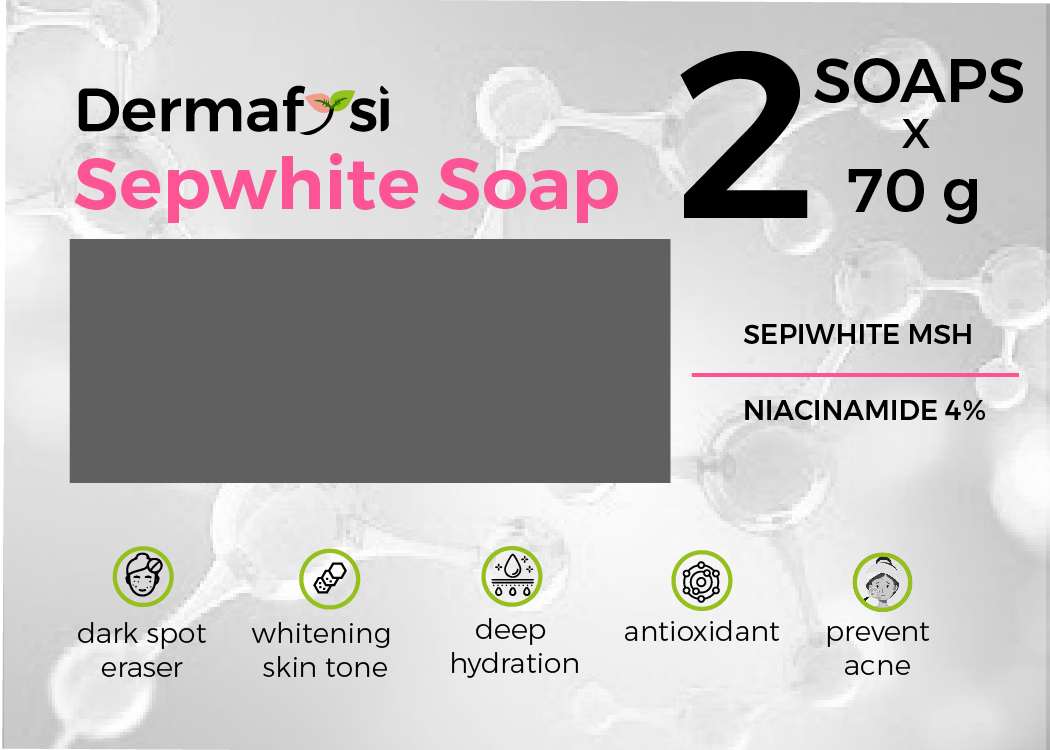 Dermafysi
Sepwhite Soap
2
SOAPS
X
70 g
SEPIWHITE MSH
NIACINAMIDE 4%
dark spot
eraser
whitening
skin tone
deep
hydration
antioxidant
prevent
acne